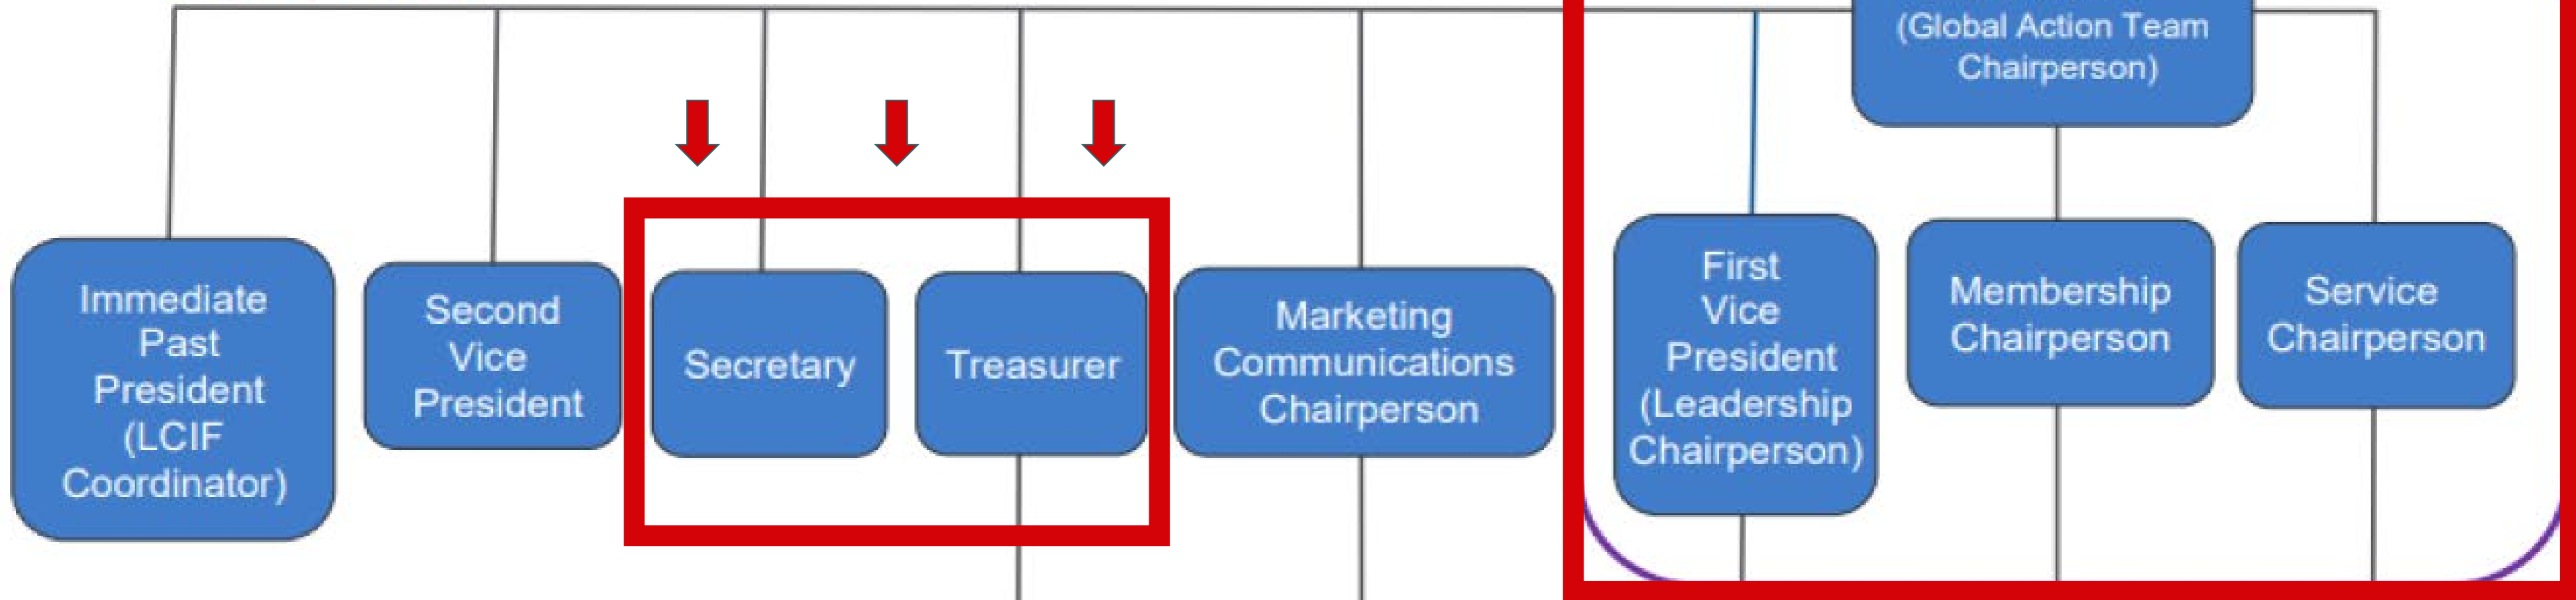 (Global Action Team
Chairperson)
Immediate
Past
President
(LCIF
Coordinator)
Second
Vice
President
Secretary
Treasurer
Marketing
Communications
Chairperson
First
Vice
President
(Leadership
Chairperson)
Membership
Chairperson
Service
Chairperson